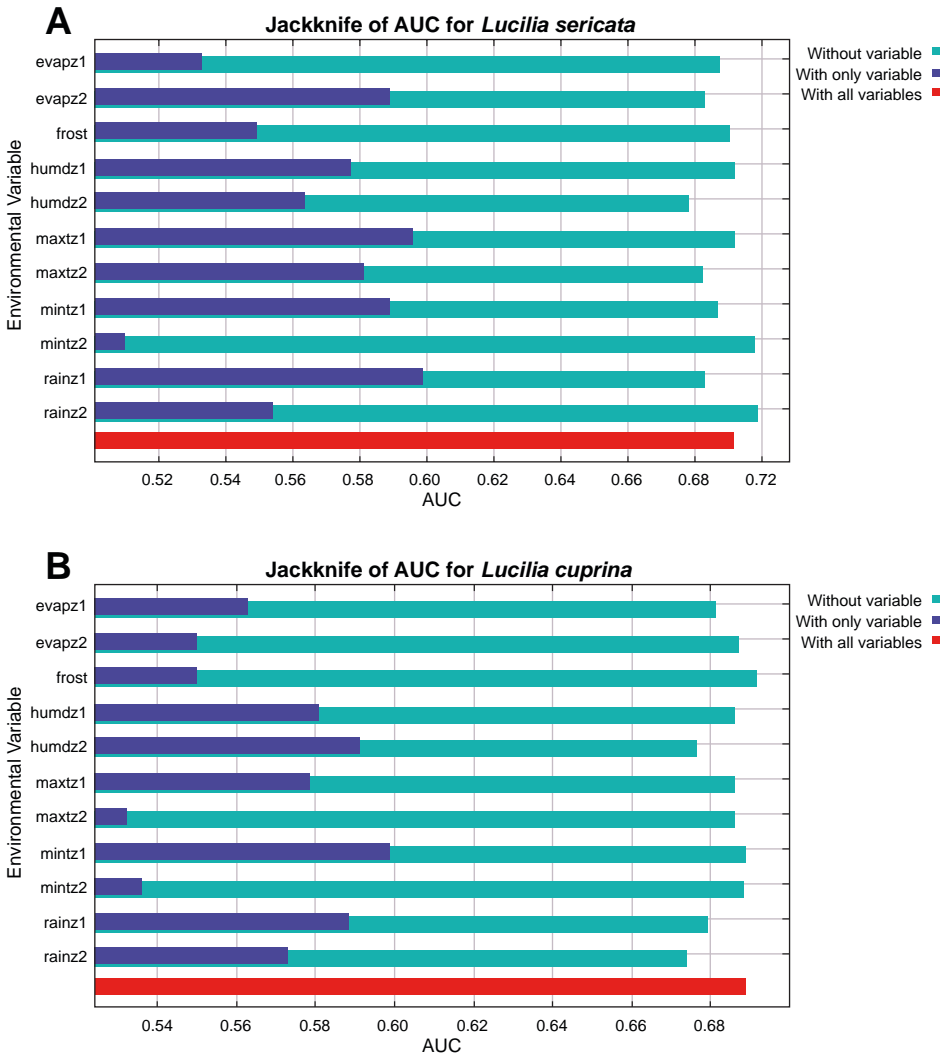 A
Jackknife of AUC for Lucilia sericata
Environmental Variable
evapz1
evapz2
frost
humdz1
humdz2
maxtz1
maxtz2
mintz1
mintz2
rainz1
rainz2
0.52 0.54 0.56 0.58 0.60 0.62 0.64 0.66 0.68 0.72
AUC
Without variable
With only variable
With all variables
B
Jackknife of AUC for Lucilia cuprina
Environmental Variable
evapz1
evapz2
frost
humdz1
humdz2
maxtz1
maxtz2
mintz1
mintz2
rainz1
rainz2
0.54 0.56 0.58 0.60 0.62 0.64 0.66 0.68
AUC
Without variable
With only variable
With all variables